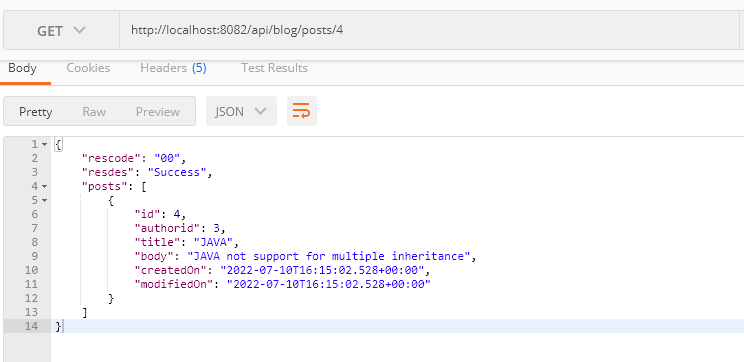 GET http://localhost:8082/api/blog/posts/4
Body Cookies Headers (5) Test Results
Pretty Raw Preview JSON
1 {
2 "rescode": "00",
3 "resdes": "Success",
4 "posts": [
5 {
6 "id": 4,
7 "authorid": 3,
8 "title": "JAVA",
9 "body": "JAVA not support for multiple inheritance",
10 "createdOn": "2022-07-10T16:15:02.528+00:00",
11 "modifiedOn": "2022-07-10T16:15:02.528+00:00"
12 }
13 ]
14 }